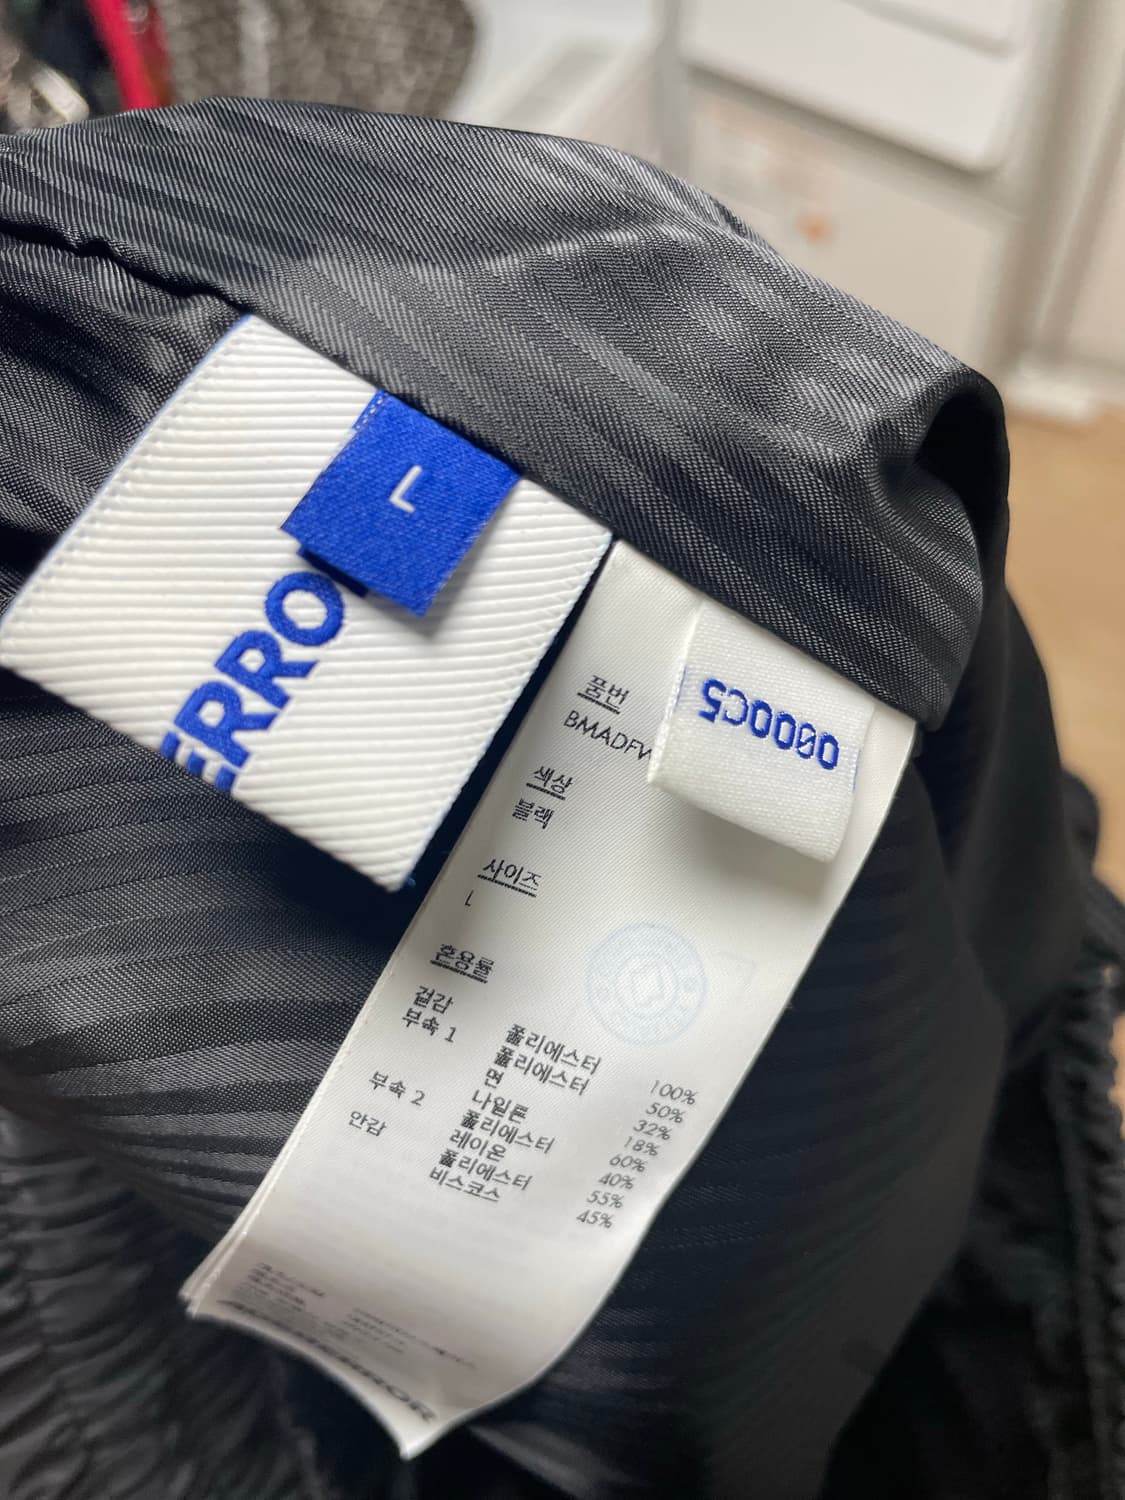 L
ERRO
품번
BMADFW
색상
블랙
사이즈
L
혼용률
겉감 폴리에스터 100%
부속 1 폴리에스터 50%
면 32%
나일론 18%
부속 2 폴리에스터 60%
레이온 40%
안감 폴리에스터 55%
비스코스 45%